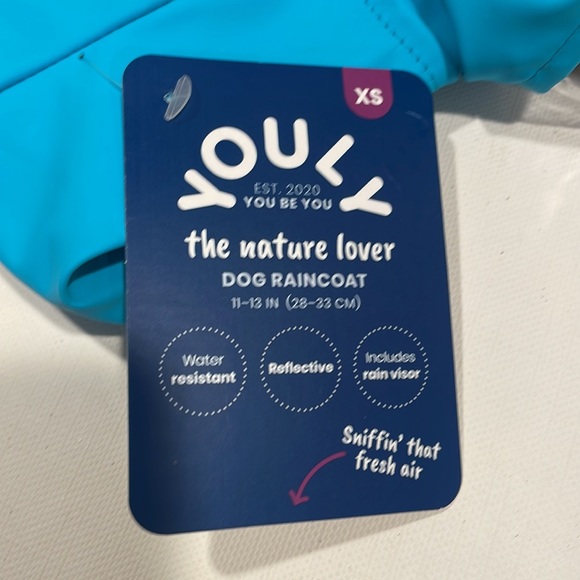 XS
YOULY
EST. 2020
YOU BE YOU
the nature lover
DOG RAINCOAT
11–13 IN (28–33 CM)
Water
resistant
Reflective
Includes
rain visor
Sniffin' that
fresh air